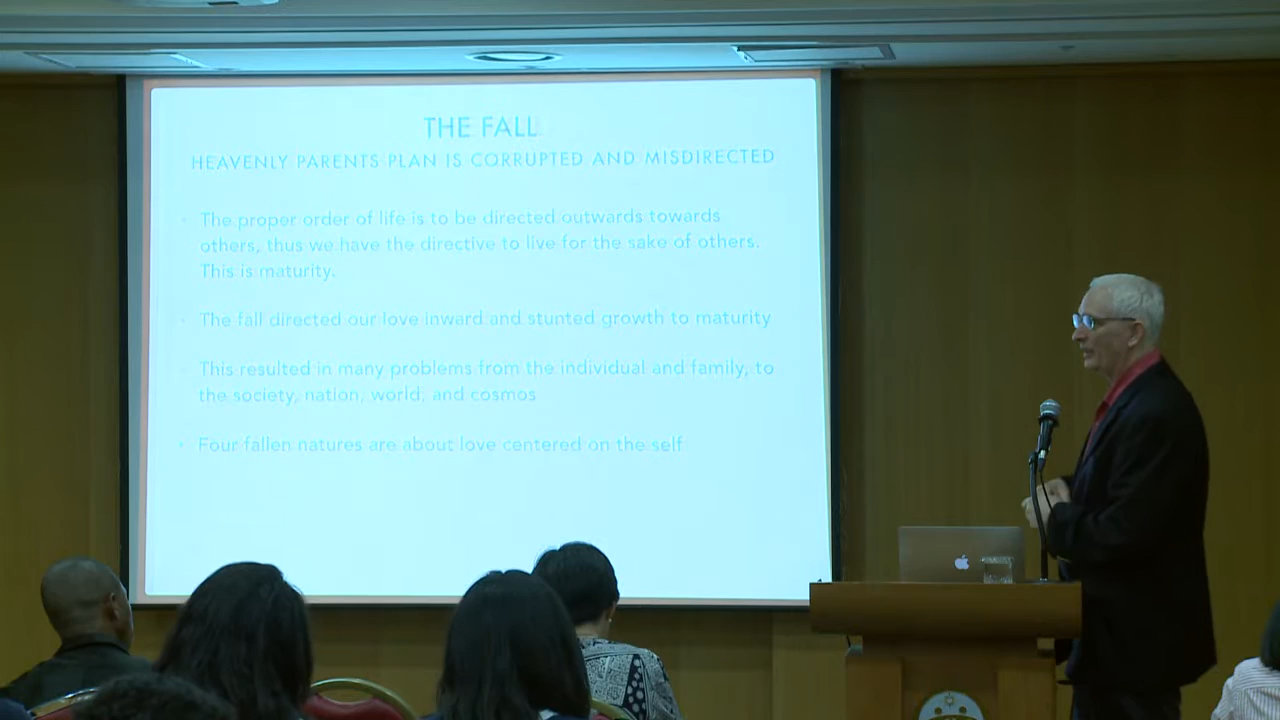 THE FALL
HEAVENLY PARENTS PLAN IS CORRUPTED AND MISDIRECTED
• The proper order of life is to be directed outwards towards
others, thus we have the directive to live for the sake of others.
This is maturity.
• The fall directed our love inward and stunted growth to maturity
• This resulted in many problems from the individual and family, to
the society, nation, world, and cosmos
• Four fallen natures are about love centered on the self